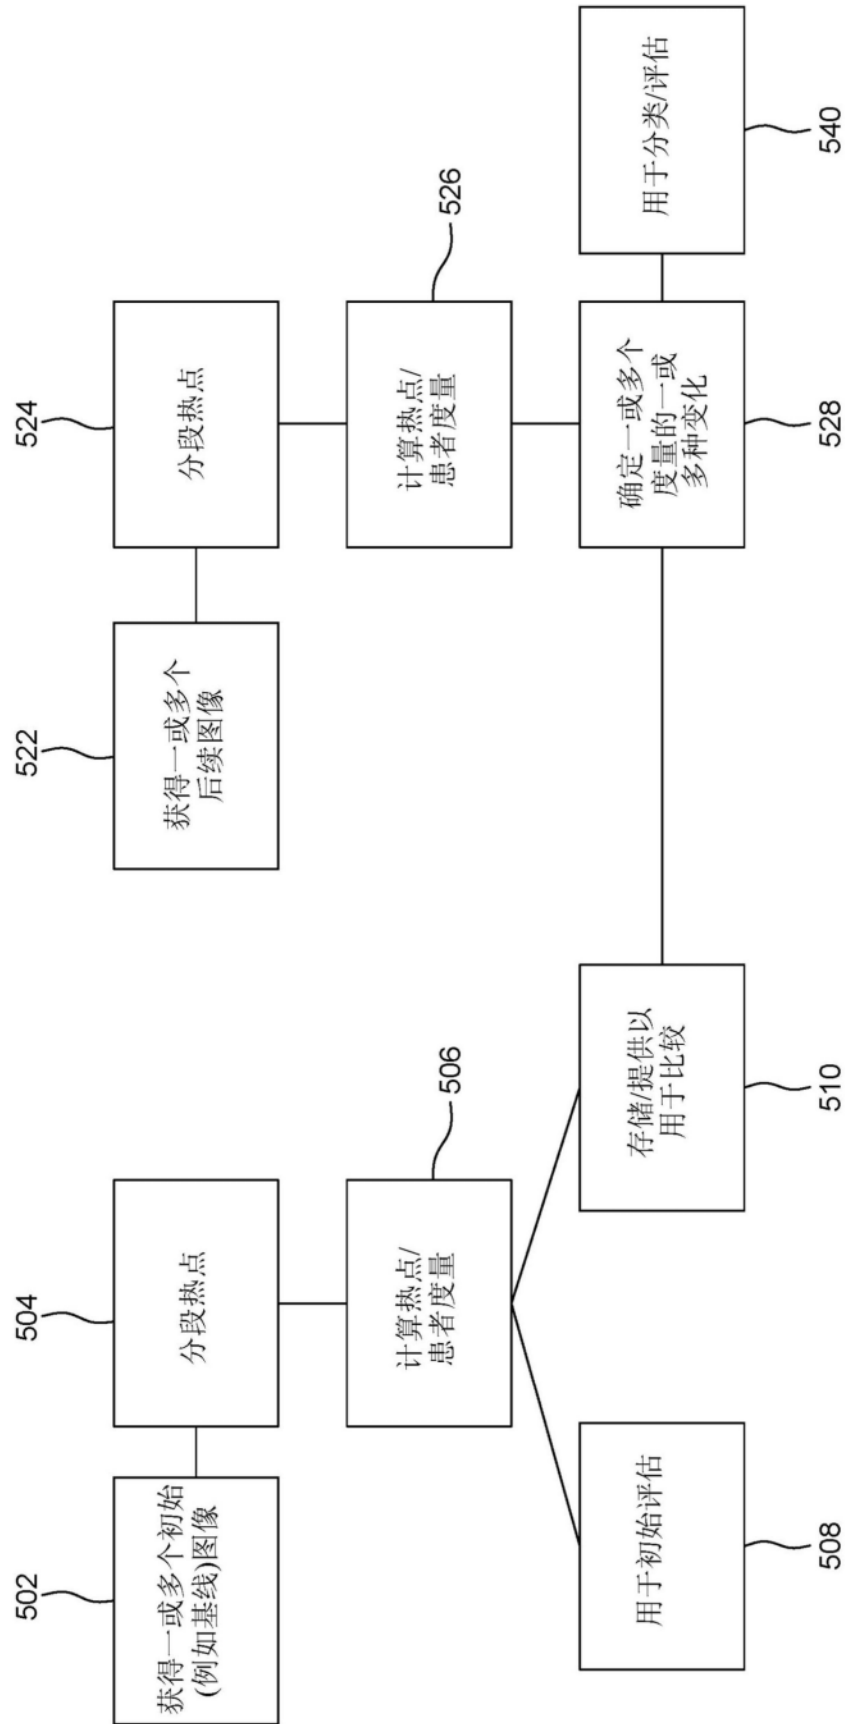 502
获得一或多个初始
(例如基线)图像
504
分段热点
506
计算热点/
患者度量
508
用于初始评估
510
存储/提供以
用于比较
522
获得一或多个
后续图像
524
分段热点
526
计算热点/
患者度量
528
确定一或多个
度量的一或
多种变化
540
用于分类/评估